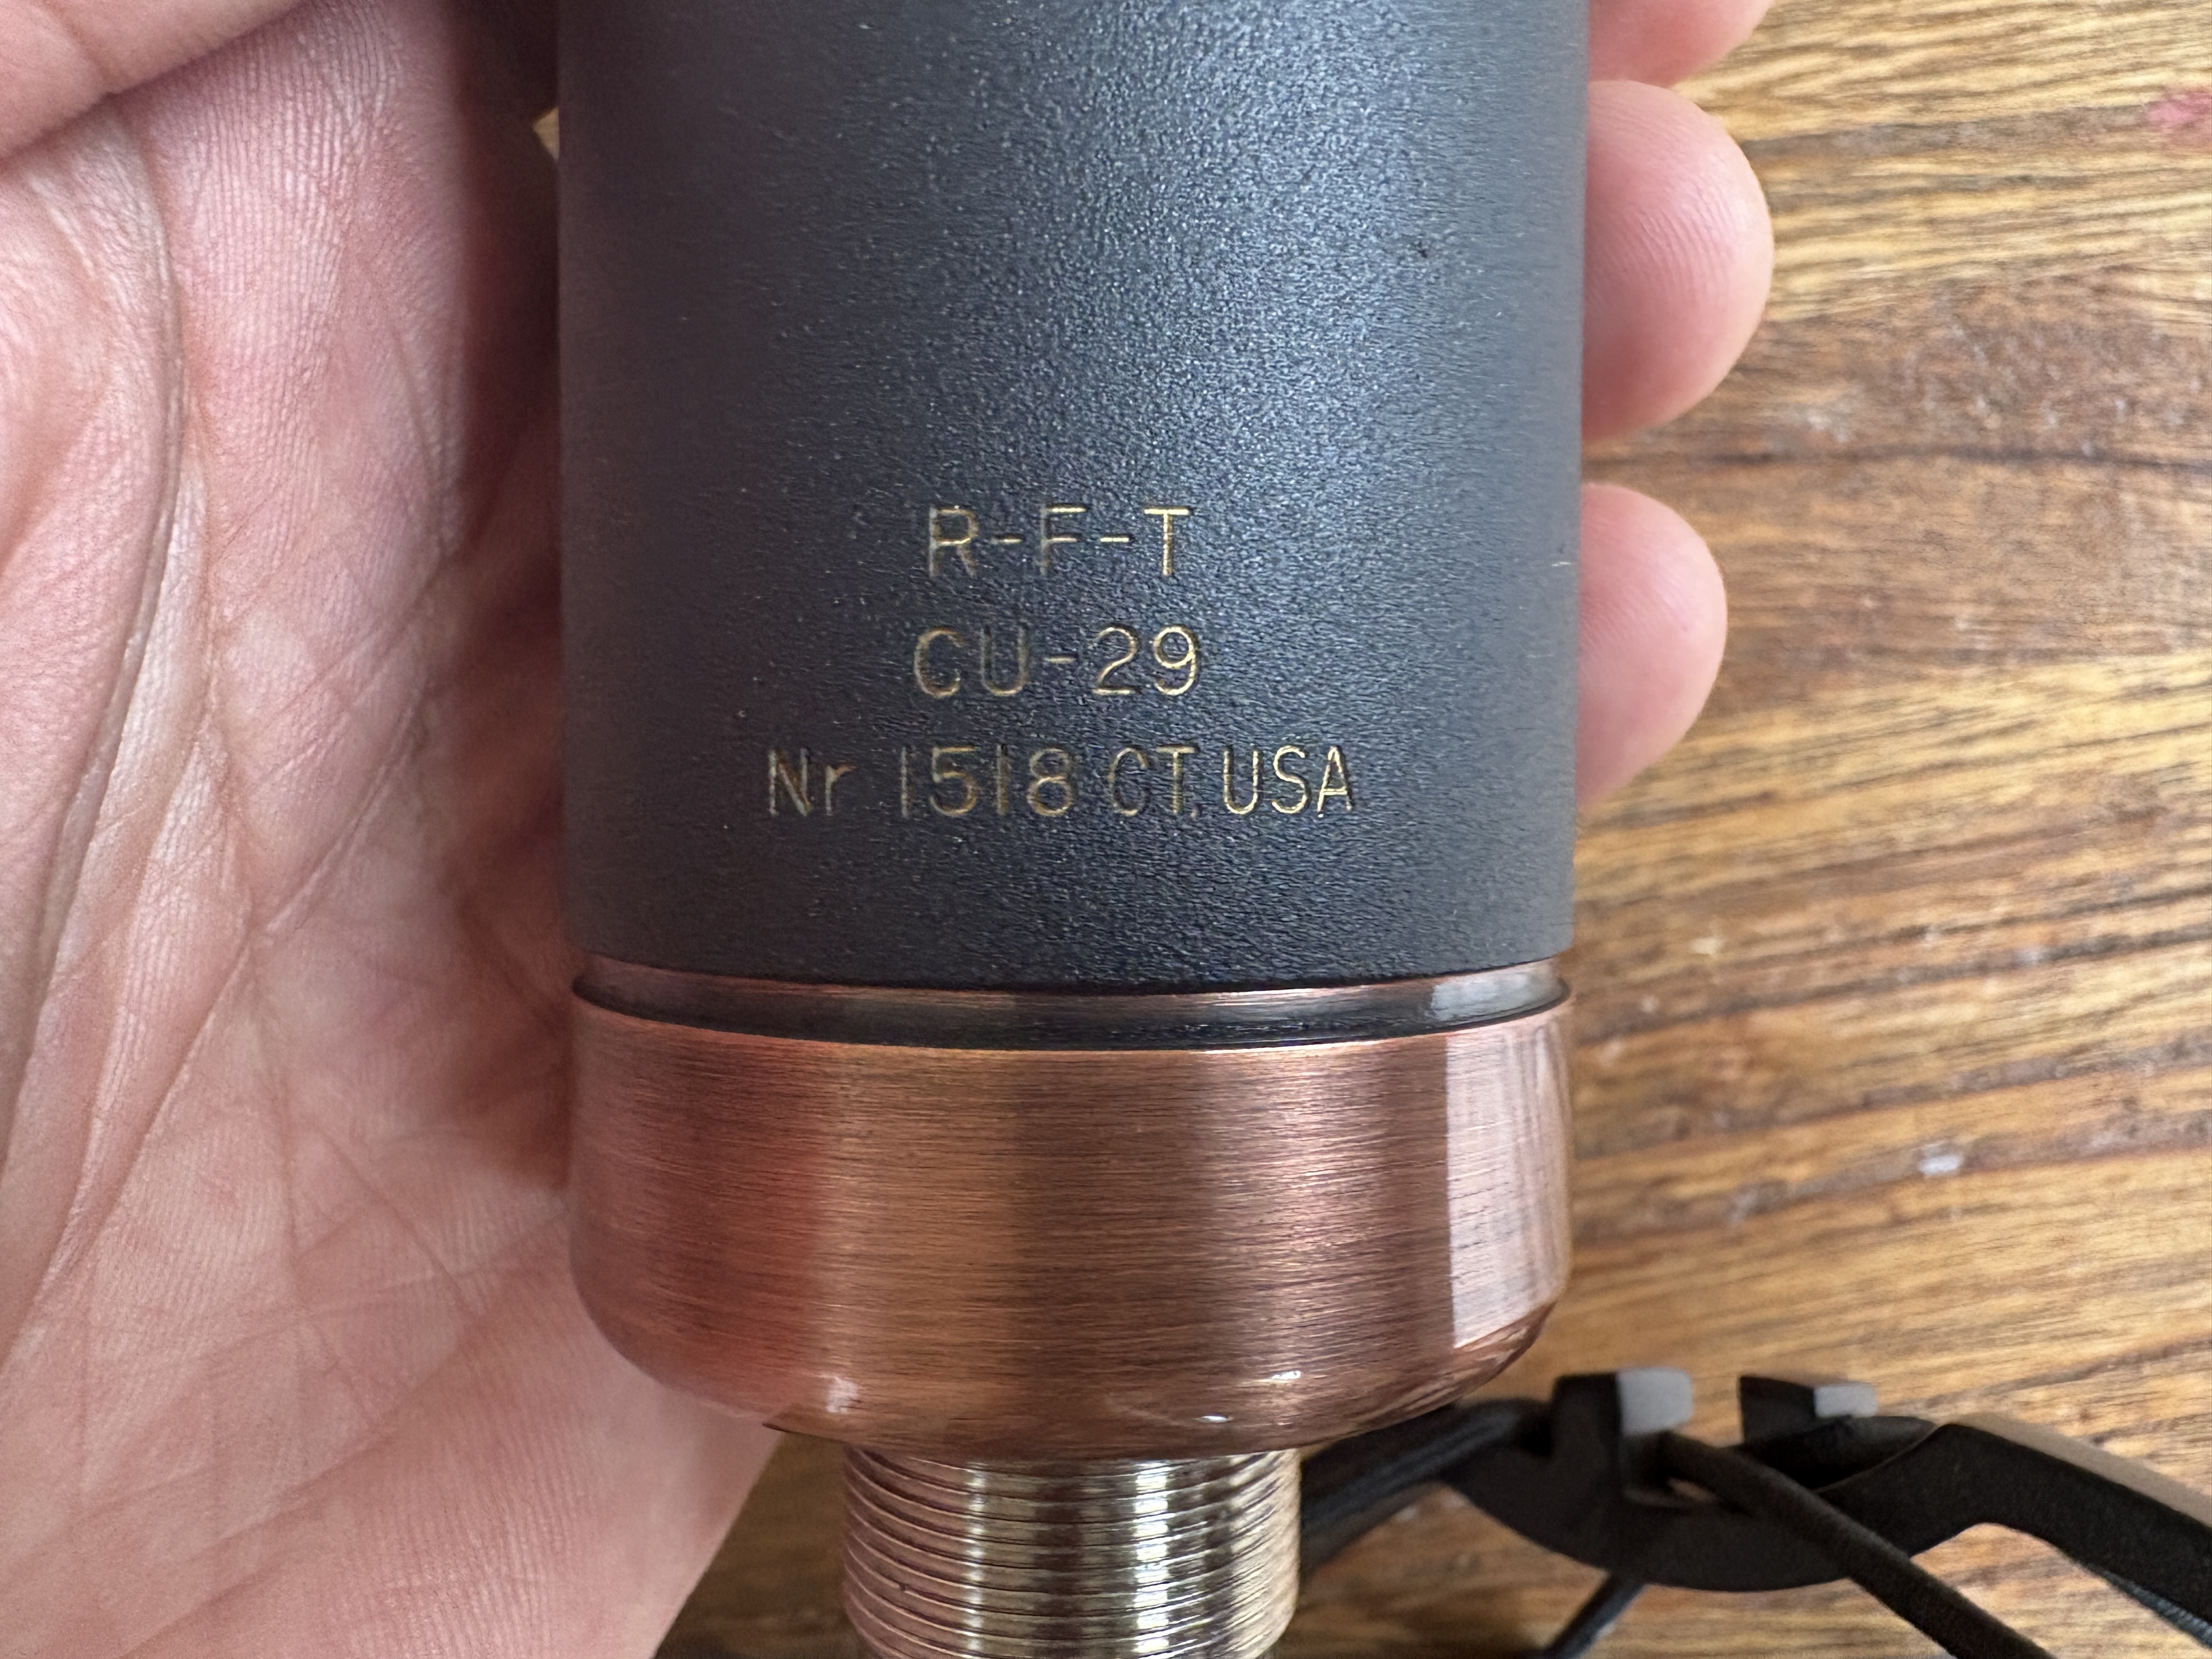 R-F-T
CU-29
Nr 1518 CT. USA